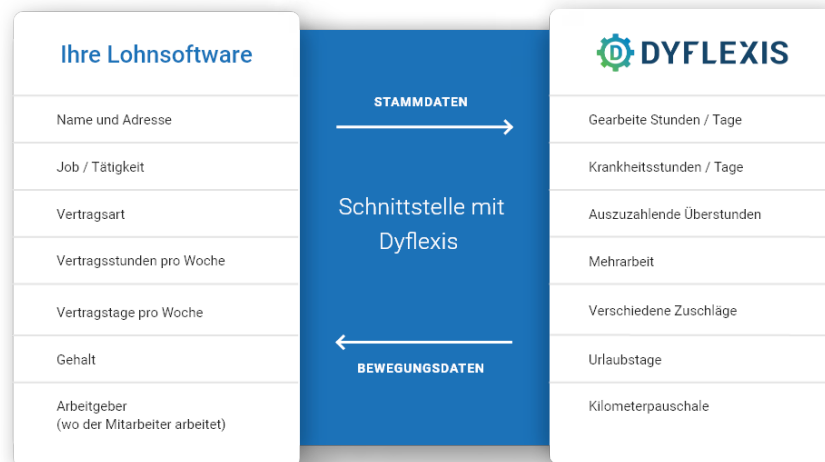 Ihre Lohnsoftware
Name und Adresse
Job / Tätigkeit
Vertragsart
Vertragsstunden pro Woche
Vertragstage pro Woche
Gehalt
Arbeitgeber
(wo der Mitarbeiter arbeitet)
STAMMDATEN
Schnittstelle mit
Dyflexis
BEWEGUNGSDATEN
DYFLEXIS
Gearbeite Stunden / Tage
Krankheitsstunden / Tage
Auszuzahlende Überstunden
Mehrarbeit
Verschiedene Zuschläge
Urlaubstage
Kilometerpauschale